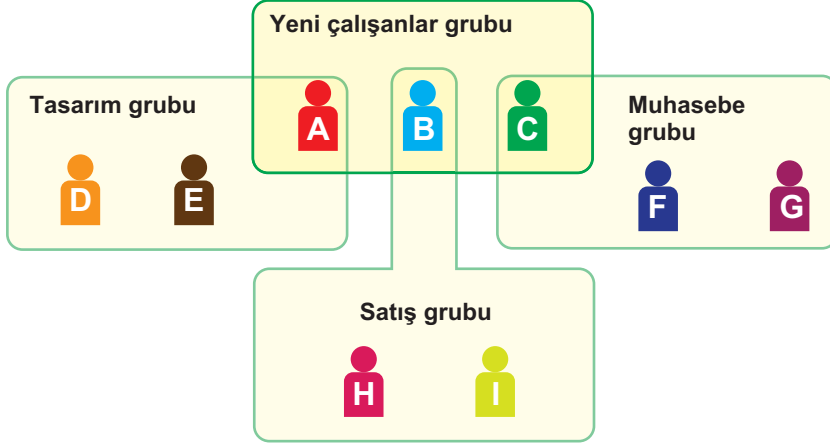 Yeni çalışanlar grubu
Tasarım grubu
Muhasebe
grubu
A
B
C
D
E
F
G
Satış grubu
H
I